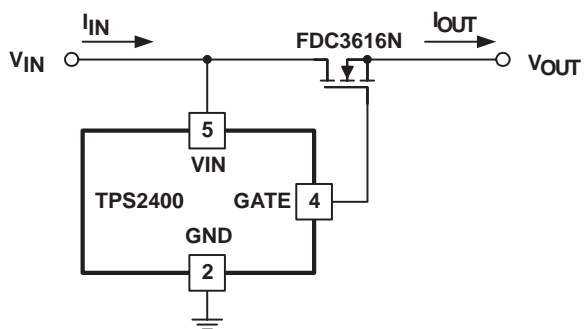 IIN
IOUT
FDC3616N
VIN
VOUT
5
VIN
TPS2400
GATE
4
GND
2